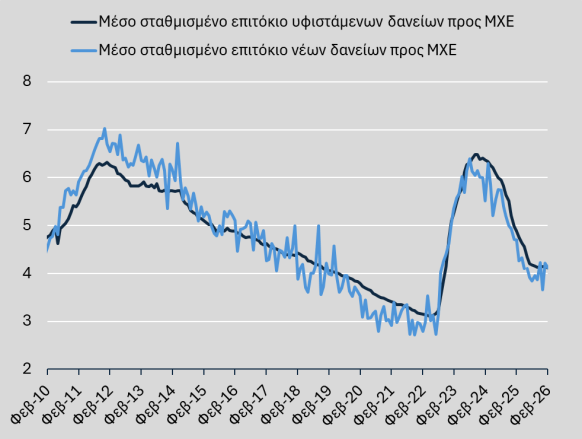 Μέσο σταθμισμένο επιτόκιο υφιστάμενων δανείων προς ΜΧΕ
Μέσο σταθμισμένο επιτόκιο νέων δανείων προς ΜΧΕ
8
7
6
5
4
3
2
Φεβ-10
Φεβ-11
Φεβ-12
Φεβ-13
Φεβ-14
Φεβ-15
Φεβ-16
Φεβ-17
Φεβ-18
Φεβ-19
Φεβ-20
Φεβ-21
Φεβ-22
Φεβ-23
Φεβ-24
Φεβ-25
Φεβ-26